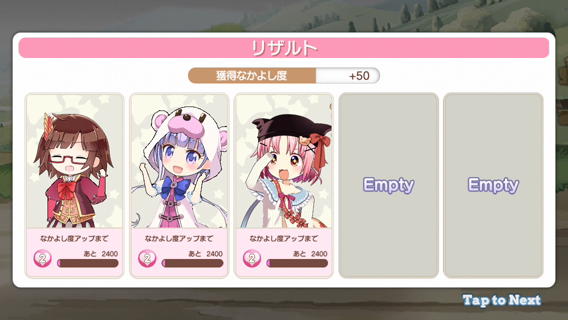 リザルト
獲得なかよし度 +50
なかよし度アップまで
2 あと 2400
なかよし度アップまで
2 あと 2400
なかよし度アップまで
2 あと 2400
Empty
Empty
Tap to Next